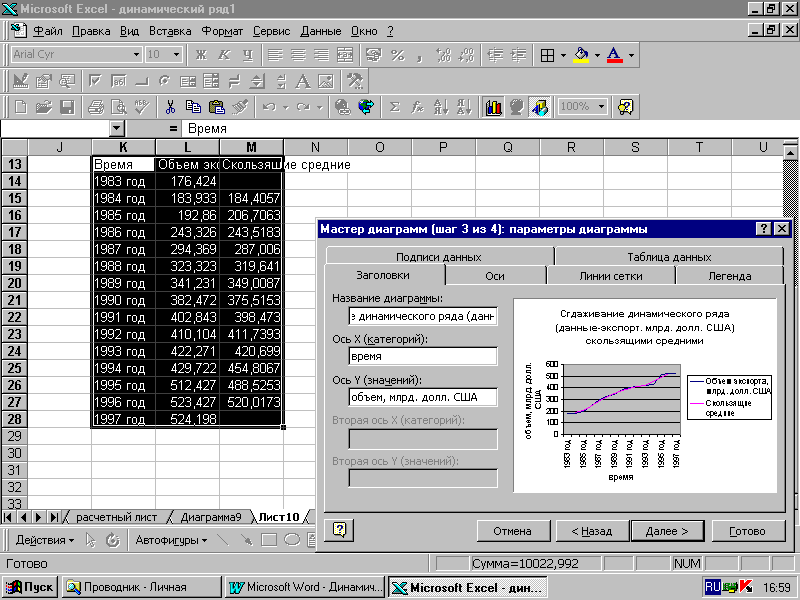 Microsoft Excel - динамический ряд1
Файл Правка Вид Вставка Формат Сервис Данные Окно ?
Arial Cyr 10 Ж К Ч
100%
= Время
J K L M N O P Q R S T U
13 Время Объем экс Скользящие средние
14 1983 год 176,424
15 1984 год 183,933 184,4057
16 1985 год 192,86 206,7063
17 1986 год 243,326 243,5183
18 1987 год 294,369 287,006
19 1988 год 323,323 319,641
20 1989 год 341,231 349,0087
21 1990 год 382,472 375,5153
22 1991 год 402,843 398,473
23 1992 год 410,104 411,7393
24 1993 год 422,271 420,699
25 1994 год 429,722 454,8067
26 1995 год 512,427 488,5253
27 1996 год 523,427 520,0173
28 1997 год 524,198
29
30
31
32
33
Мастер диаграмм (шаг 3 из 4): параметры диаграммы
Подписи данных Таблица данных
Заголовки Оси Линии сетки Легенда
Название диаграммы:
е динамического ряда (данн
Ось X (категорий):
время
Ось Y (значений):
объем, млрд. долл. США
Вторая ось X (категорий):
Вторая ось Y (значений):
Сгдаживание динамического ряда
(данные-экспорт. млрд. долл. США)
скользящими средними
объем, млрд. долл. США
600
500
400
300
200
100
0
1983 год 1985 год 1987 год 1989 год 1991 год 1993 год 1995 год 1997 год
время
Объем экспорта, млрд. долл. США
Скользящие средние
Отмена < Назад Далее > Готово
расчетный лист Диаграмма9 Лист10
Действия Автофигуры
Готово Сумма=10022,992 NUM
Пуск Проводник - Личная Microsoft Word - Динамич... Microsoft Excel - дин... RU 16:59